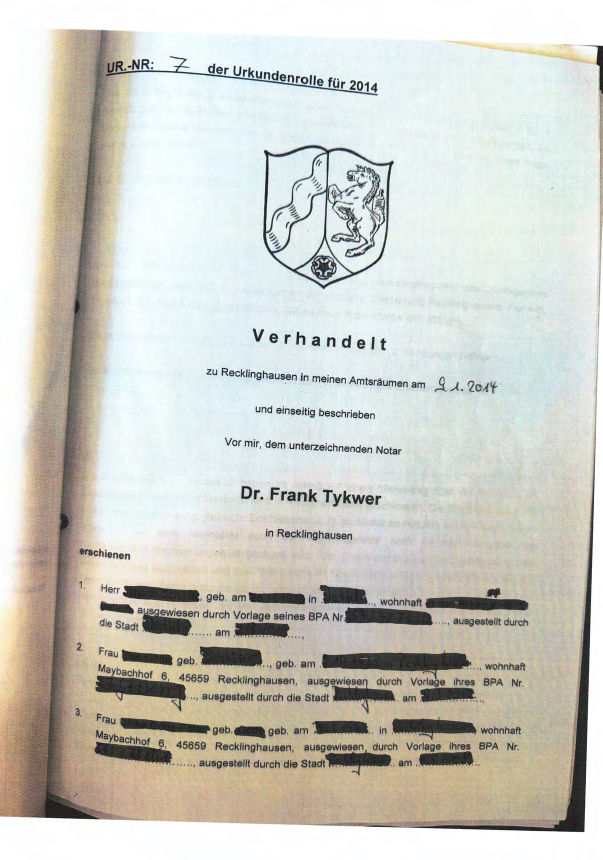 UR.-NR: 7 der Urkundenrolle für 2014
Verhandelt
zu Recklinghausen in meinen Amtsräumen am 9.1.2014
und einseitig beschrieben
Vor mir, dem unterzeichnenden Notar
Dr. Frank Tykwer
in Recklinghausen
erschienen
1. Herr , geb. am in ..., wohnhaft
ausgewiesen durch Vorlage seines BPA Nr. ....., ausgestellt durch
die Stadt ........ am ...,
2. Frau geb. ..., geb. am , wohnhaft
Maybachhof 6, 45659 Recklinghausen, ausgewiesen durch Vorlage ihres BPA Nr.
......, ausgestellt durch die Stadt am ,
3. Frau geb. geb. am .. in wohnhaft
Maybachhof 6, 45659 Recklinghausen, ausgewiesen durch Vorlage ihres BPA Nr.
......, ausgestellt durch die Stadt .. am ..